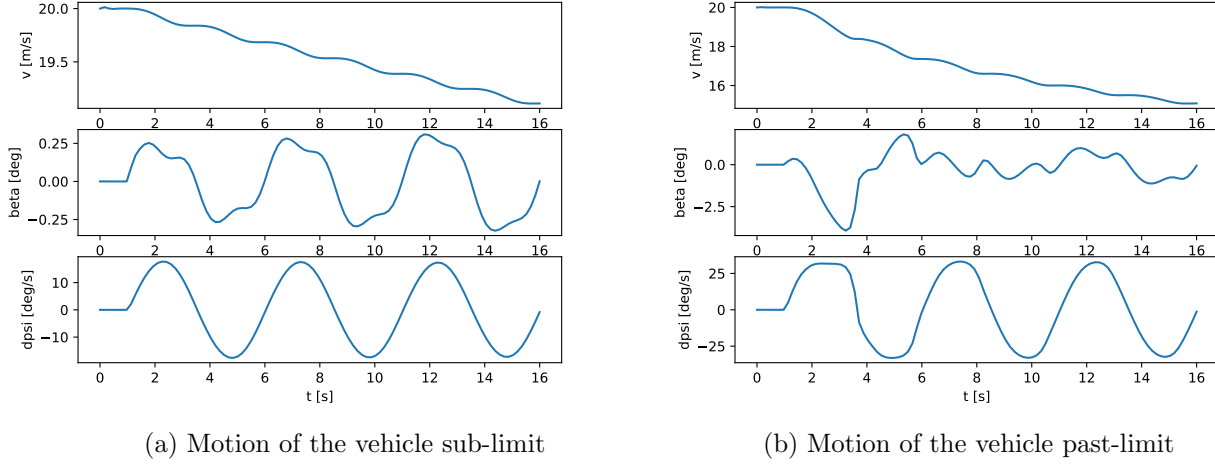 20.0
19.5
v [m/s]
0 2 4 6 8 10 12 14 16
0.25
0.00
−0.25
beta [deg]
0 2 4 6 8 10 12 14 16
10
0
−10
dpsi [deg/s]
0 2 4 6 8 10 12 14 16
t [s]
(a) Motion of the vehicle sub-limit
20
18
16
v [m/s]
0 2 4 6 8 10 12 14 16
0.0
−2.5
beta [deg]
0 2 4 6 8 10 12 14 16
25
0
−25
dpsi [deg/s]
0 2 4 6 8 10 12 14 16
t [s]
(b) Motion of the vehicle past-limit